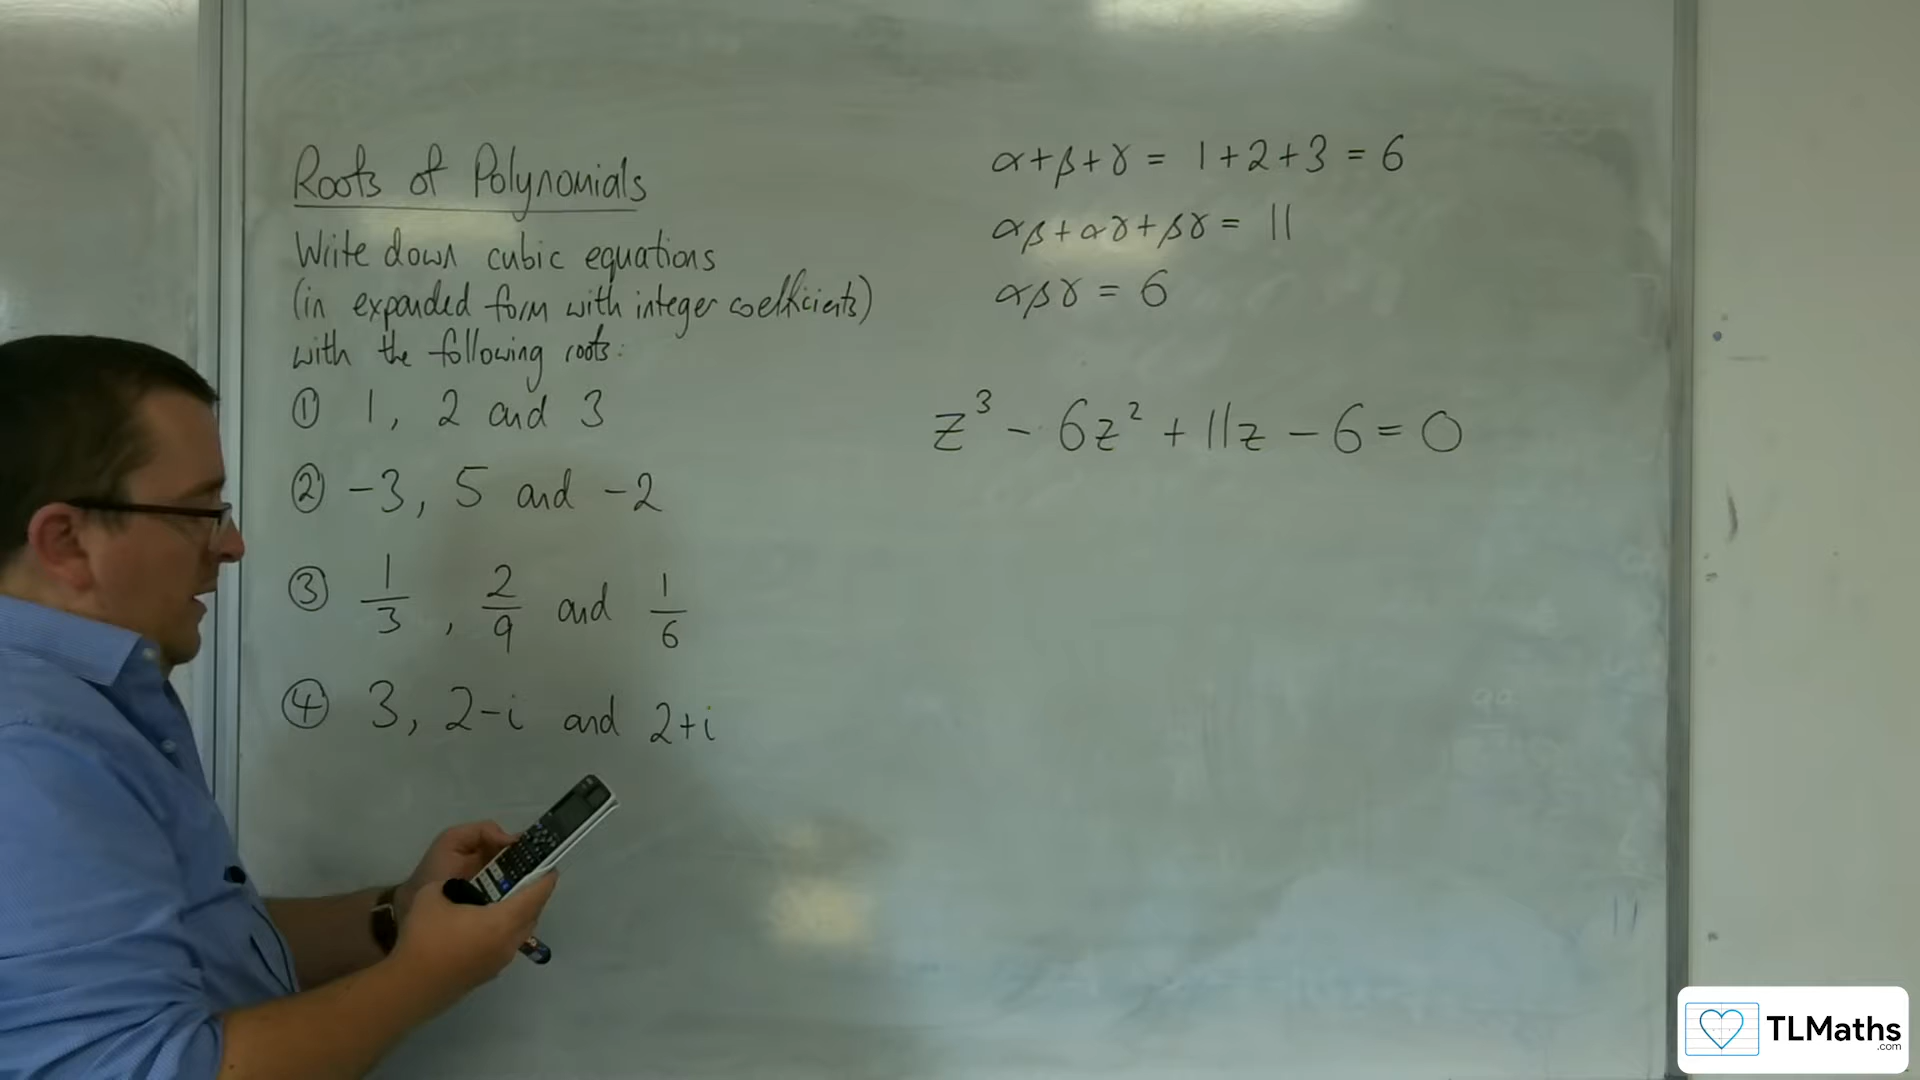 Roots of Polynomials
Write down cubic equations
(in expanded form with integer coefficients)
with the following roots:
① 1, 2 and 3
② -3, 5 and -2
③ 1/3, 2/9 and 1/6
④ 3, 2-i and 2+i
α+β+γ = 1+2+3 = 6
αβ+αγ+βγ = 11
αβγ = 6
z³ - 6z² + 11z - 6 = 0
TLMaths
.com